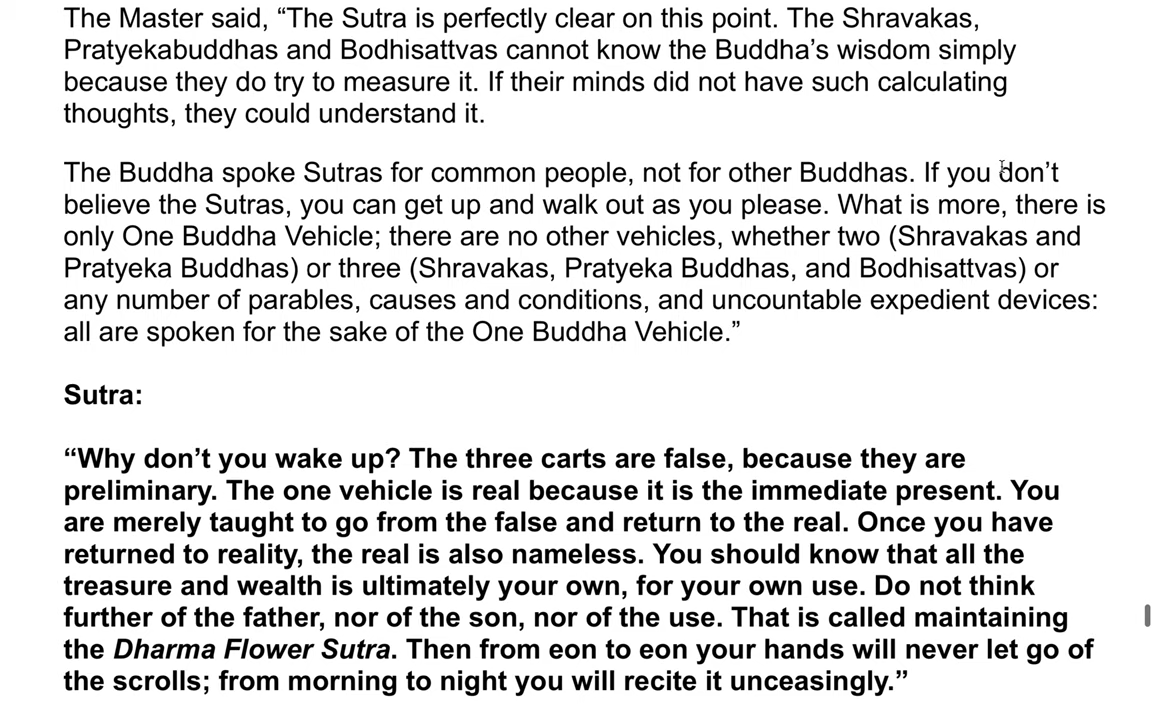 The Master said, “The Sutra is perfectly clear on this point. The Shravakas,
Pratyekabuddhas and Bodhisattvas cannot know the Buddha’s wisdom simply
because they do try to measure it. If their minds did not have such calculating
thoughts, they could understand it.
The Buddha spoke Sutras for common people, not for other Buddhas. If you don’t
believe the Sutras, you can get up and walk out as you please. What is more, there is
only One Buddha Vehicle; there are no other vehicles, whether two (Shravakas and
Pratyeka Buddhas) or three (Shravakas, Pratyeka Buddhas, and Bodhisattvas) or
any number of parables, causes and conditions, and uncountable expedient devices:
all are spoken for the sake of the One Buddha Vehicle.”
Sutra:
“Why don’t you wake up? The three carts are false, because they are
preliminary. The one vehicle is real because it is the immediate present. You
are merely taught to go from the false and return to the real. Once you have
returned to reality, the real is also nameless. You should know that all the
treasure and wealth is ultimately your own, for your own use. Do not think
further of the father, nor of the son, nor of the use. That is called maintaining
the Dharma Flower Sutra. Then from eon to eon your hands will never let go of
the scrolls; from morning to night you will recite it unceasingly.”